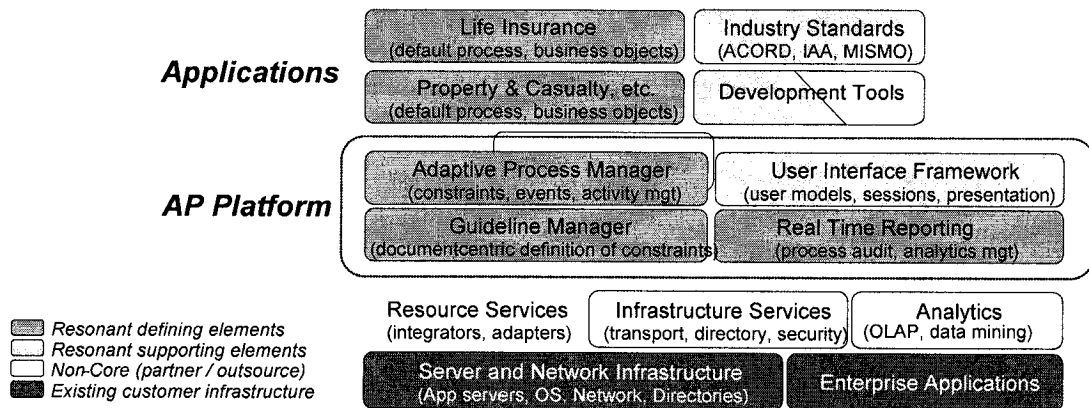 Life Insurance
(default process, business objects)
Industry Standards
(ACORD, IAA, MISMO)
Applications
Property & Casualty, etc.
(default process, business objects)
Development Tools
Adaptive Process Manager
(constraints, events, activity mgt)
User Interface Framework
(user models, sessions, presentation)
AP Platform
Guideline Manager
(documentcentric definition of constraints)
Real Time Reporting
(process audit, analytics mgt)
Resource Services
(integrators, adapters)
Infrastructure Services
(transport, directory, security)
Analytics
(OLAP, data mining)
Resonant defining elements
Resonant supporting elements
Non-Core (partner / outsource)
Existing customer infrastructure
Server and Network Infrastructure
(App servers, OS. Network, Directories)
Enterprise Applications